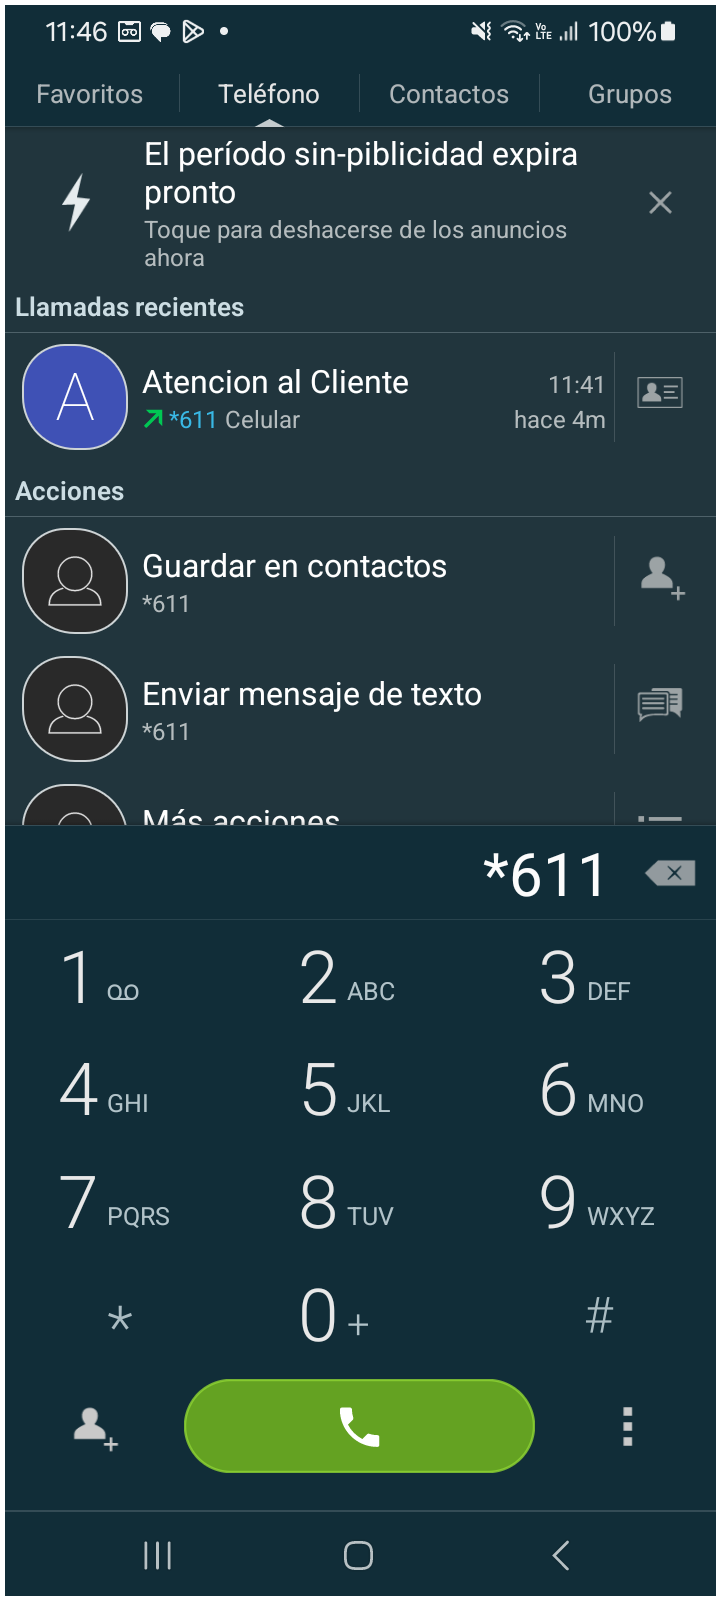 11:46 Vo LTE 100%
Favoritos Teléfono Contactos Grupos
El período sin-piblicidad expira
pronto
Toque para deshacerse de los anuncios
ahora
Llamadas recientes
A Atencion al Cliente 11:41
*611 Celular hace 4m
Acciones
Guardar en contactos
*611
Enviar mensaje de texto
*611
Más acciones
*611
1 2 ABC 3 DEF
4 GHI 5 JKL 6 MNO
7 PQRS 8 TUV 9 WXYZ
* 0 + #